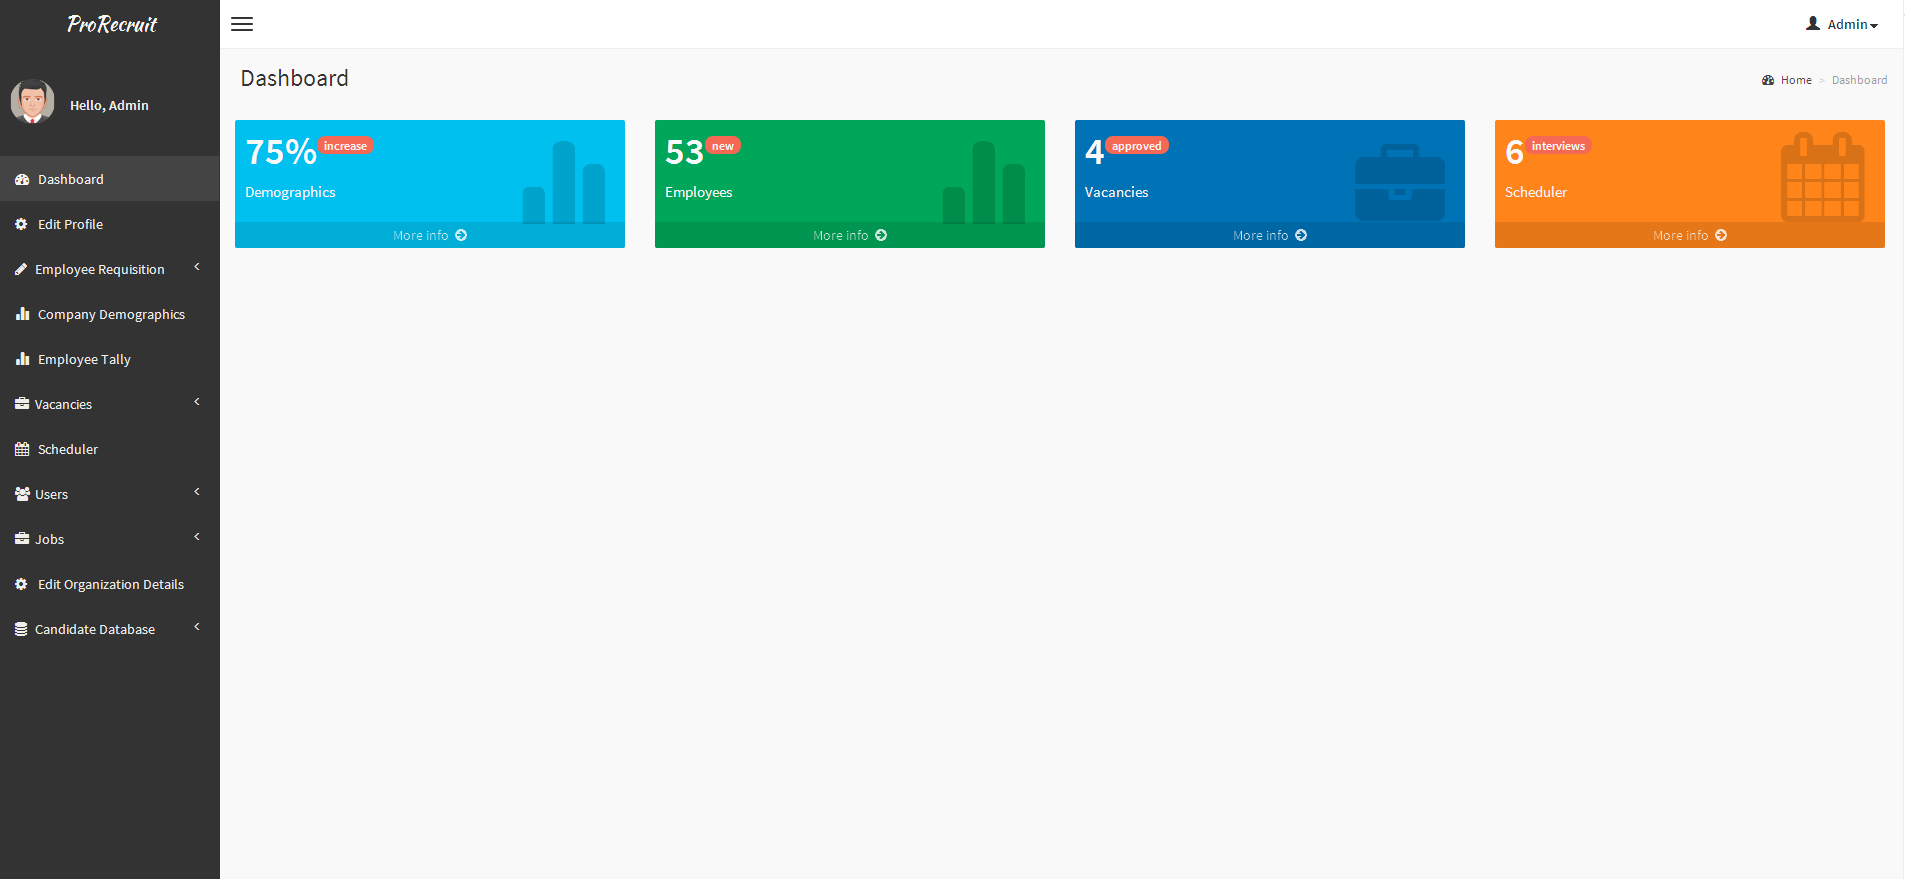 ProRecruit
Admin
Hello, Admin
Dashboard
Edit Profile
Employee Requisition
Company Demographics
Employee Tally
Vacancies
Scheduler
Users
Jobs
Edit Organization Details
Candidate Database
Dashboard
Home > Dashboard
75% increase
Demographics
More info
53 new
Employees
More info
4 approved
Vacancies
More info
6 interviews
Scheduler
More info